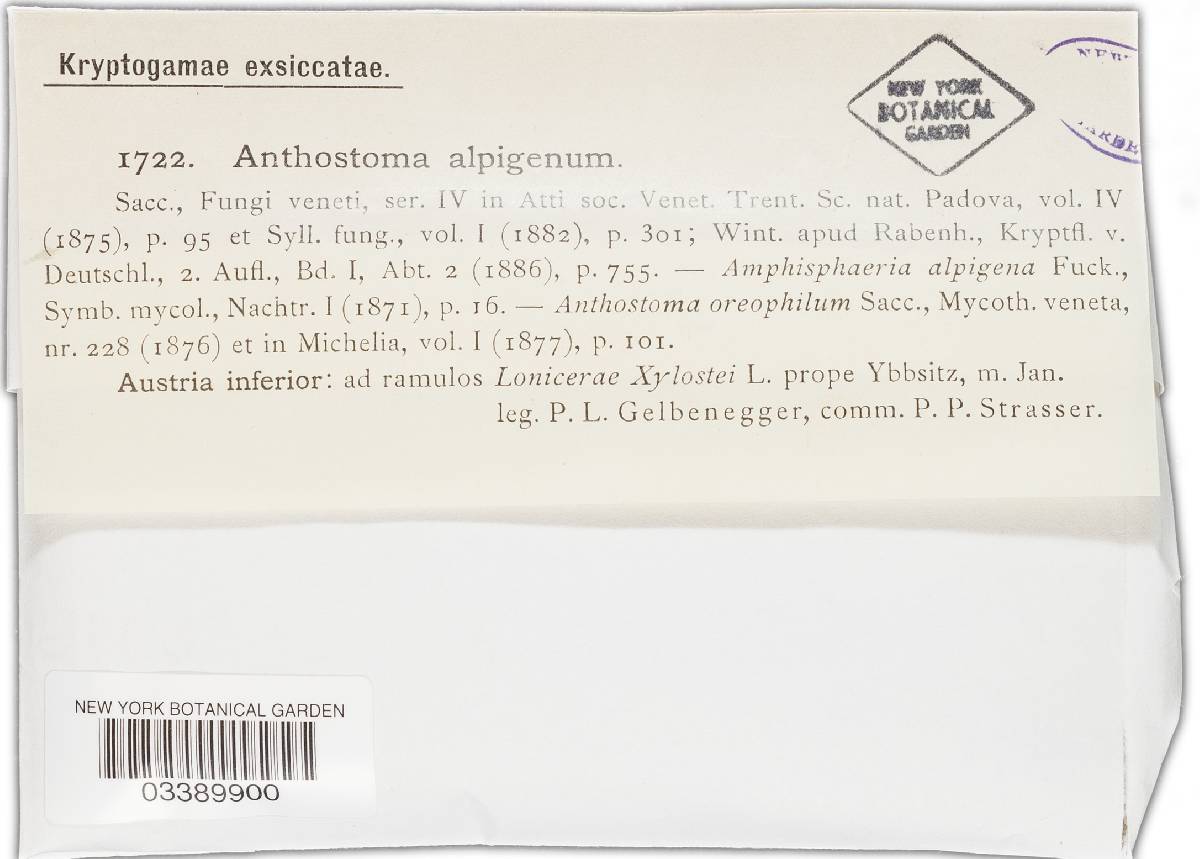 Kryptogamae exsiccatae.
NEW YORK
BOTANICAL
GARDEN
1722. Anthostoma alpigenum.
Sacc., Fungi veneti, ser. IV in Atti soc. Venet. Trent. Sc. nat. Padova, vol. IV
(1875), p. 95 et Syll. fung., vol. I (1882), p. 301; Wint. apud Rabenh., Kryptfl. v.
Deutschl., 2. Aufl., Bd. I, Abt. 2 (1886), p. 755. — Amphisphaeria alpigena Fuck.,
Symb. mycol., Nachtr. I (1871), p. 16. — Anthostoma oreophilum Sacc., Mycoth. veneta,
nr. 228 (1876) et in Michelia, vol. I (1877), p. 101.
Austria inferior: ad ramulos Lonicerae Xylostei L. prope Ybbsitz, m. Jan.
leg. P. L. Gelbenegger, comm. P. P. Strasser.
NEW YORK BOTANICAL GARDEN
03389900